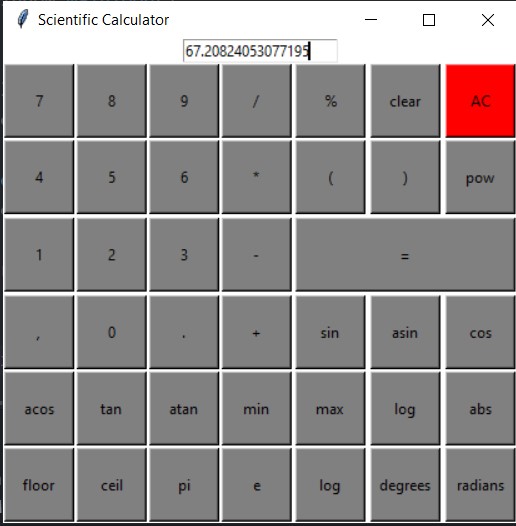 Scientific Calculator
67.20824053077195
7 8 9 / % clear AC
4 5 6 * ( ) pow
1 2 3 - =
, 0 . + sin asin cos
acos tan atan min max log abs
floor ceil pi e log degrees radians